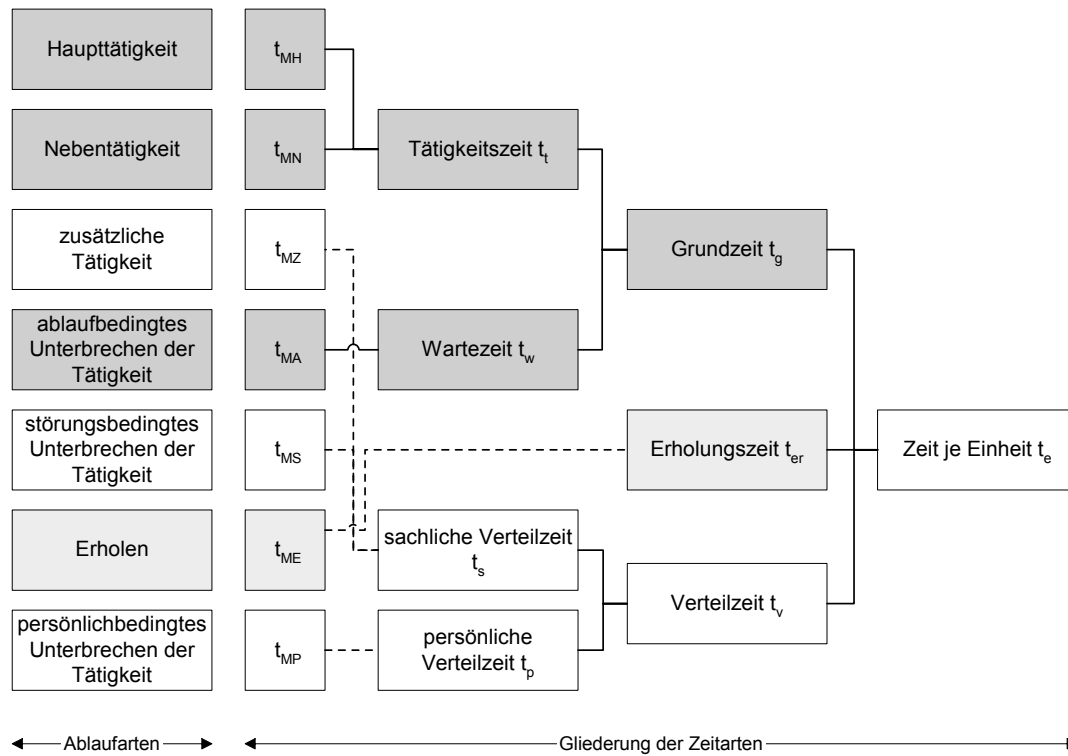 Haupttätigkeit
t_MH
Nebentätigkeit
t_MN
Tätigkeitszeit t_t
zusätzliche
Tätigkeit
t_MZ
Grundzeit t_g
ablaufbedingtes
Unterbrechen der
Tätigkeit
t_MA
Wartezeit t_w
störungsbedingtes
Unterbrechen der
Tätigkeit
t_MS
Erholungszeit t_er
Zeit je Einheit t_e
Erholen
t_ME
sachliche Verteilzeit
t_s
Verteilzeit t_v
persönlichbedingtes
Unterbrechen der
Tätigkeit
t_MP
persönliche
Verteilzeit t_p
Ablaufarten
Gliederung der Zeitarten